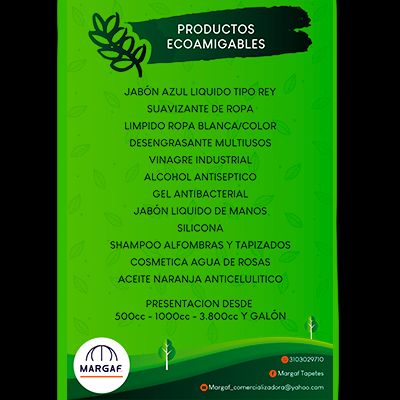 PRODUCTOS
ECOAMIGABLES
JABÓN AZUL LIQUIDO TIPO REY
SUAVIZANTE DE ROPA
LIMPIDO ROPA BLANCA/COLOR
DESENGRASANTE MULTIUSOS
VINAGRE INDUSTRIAL
ALCOHOL ANTISEPTICO
GEL ANTIBACTERIAL
JABÓN LIQUIDO DE MANOS
SILICONA
SHAMPOO ALFOMBRAS Y TAPIZADOS
COSMETICA AGUA DE ROSAS
ACEITE NARANJA ANTICELULITICO
PRESENTACION DESDE
500cc - 1000cc - 3.800cc Y GALÓN
MARGAF
3103029710
Margaf Tapetes
Margaf_comercializadora@yahoo.com